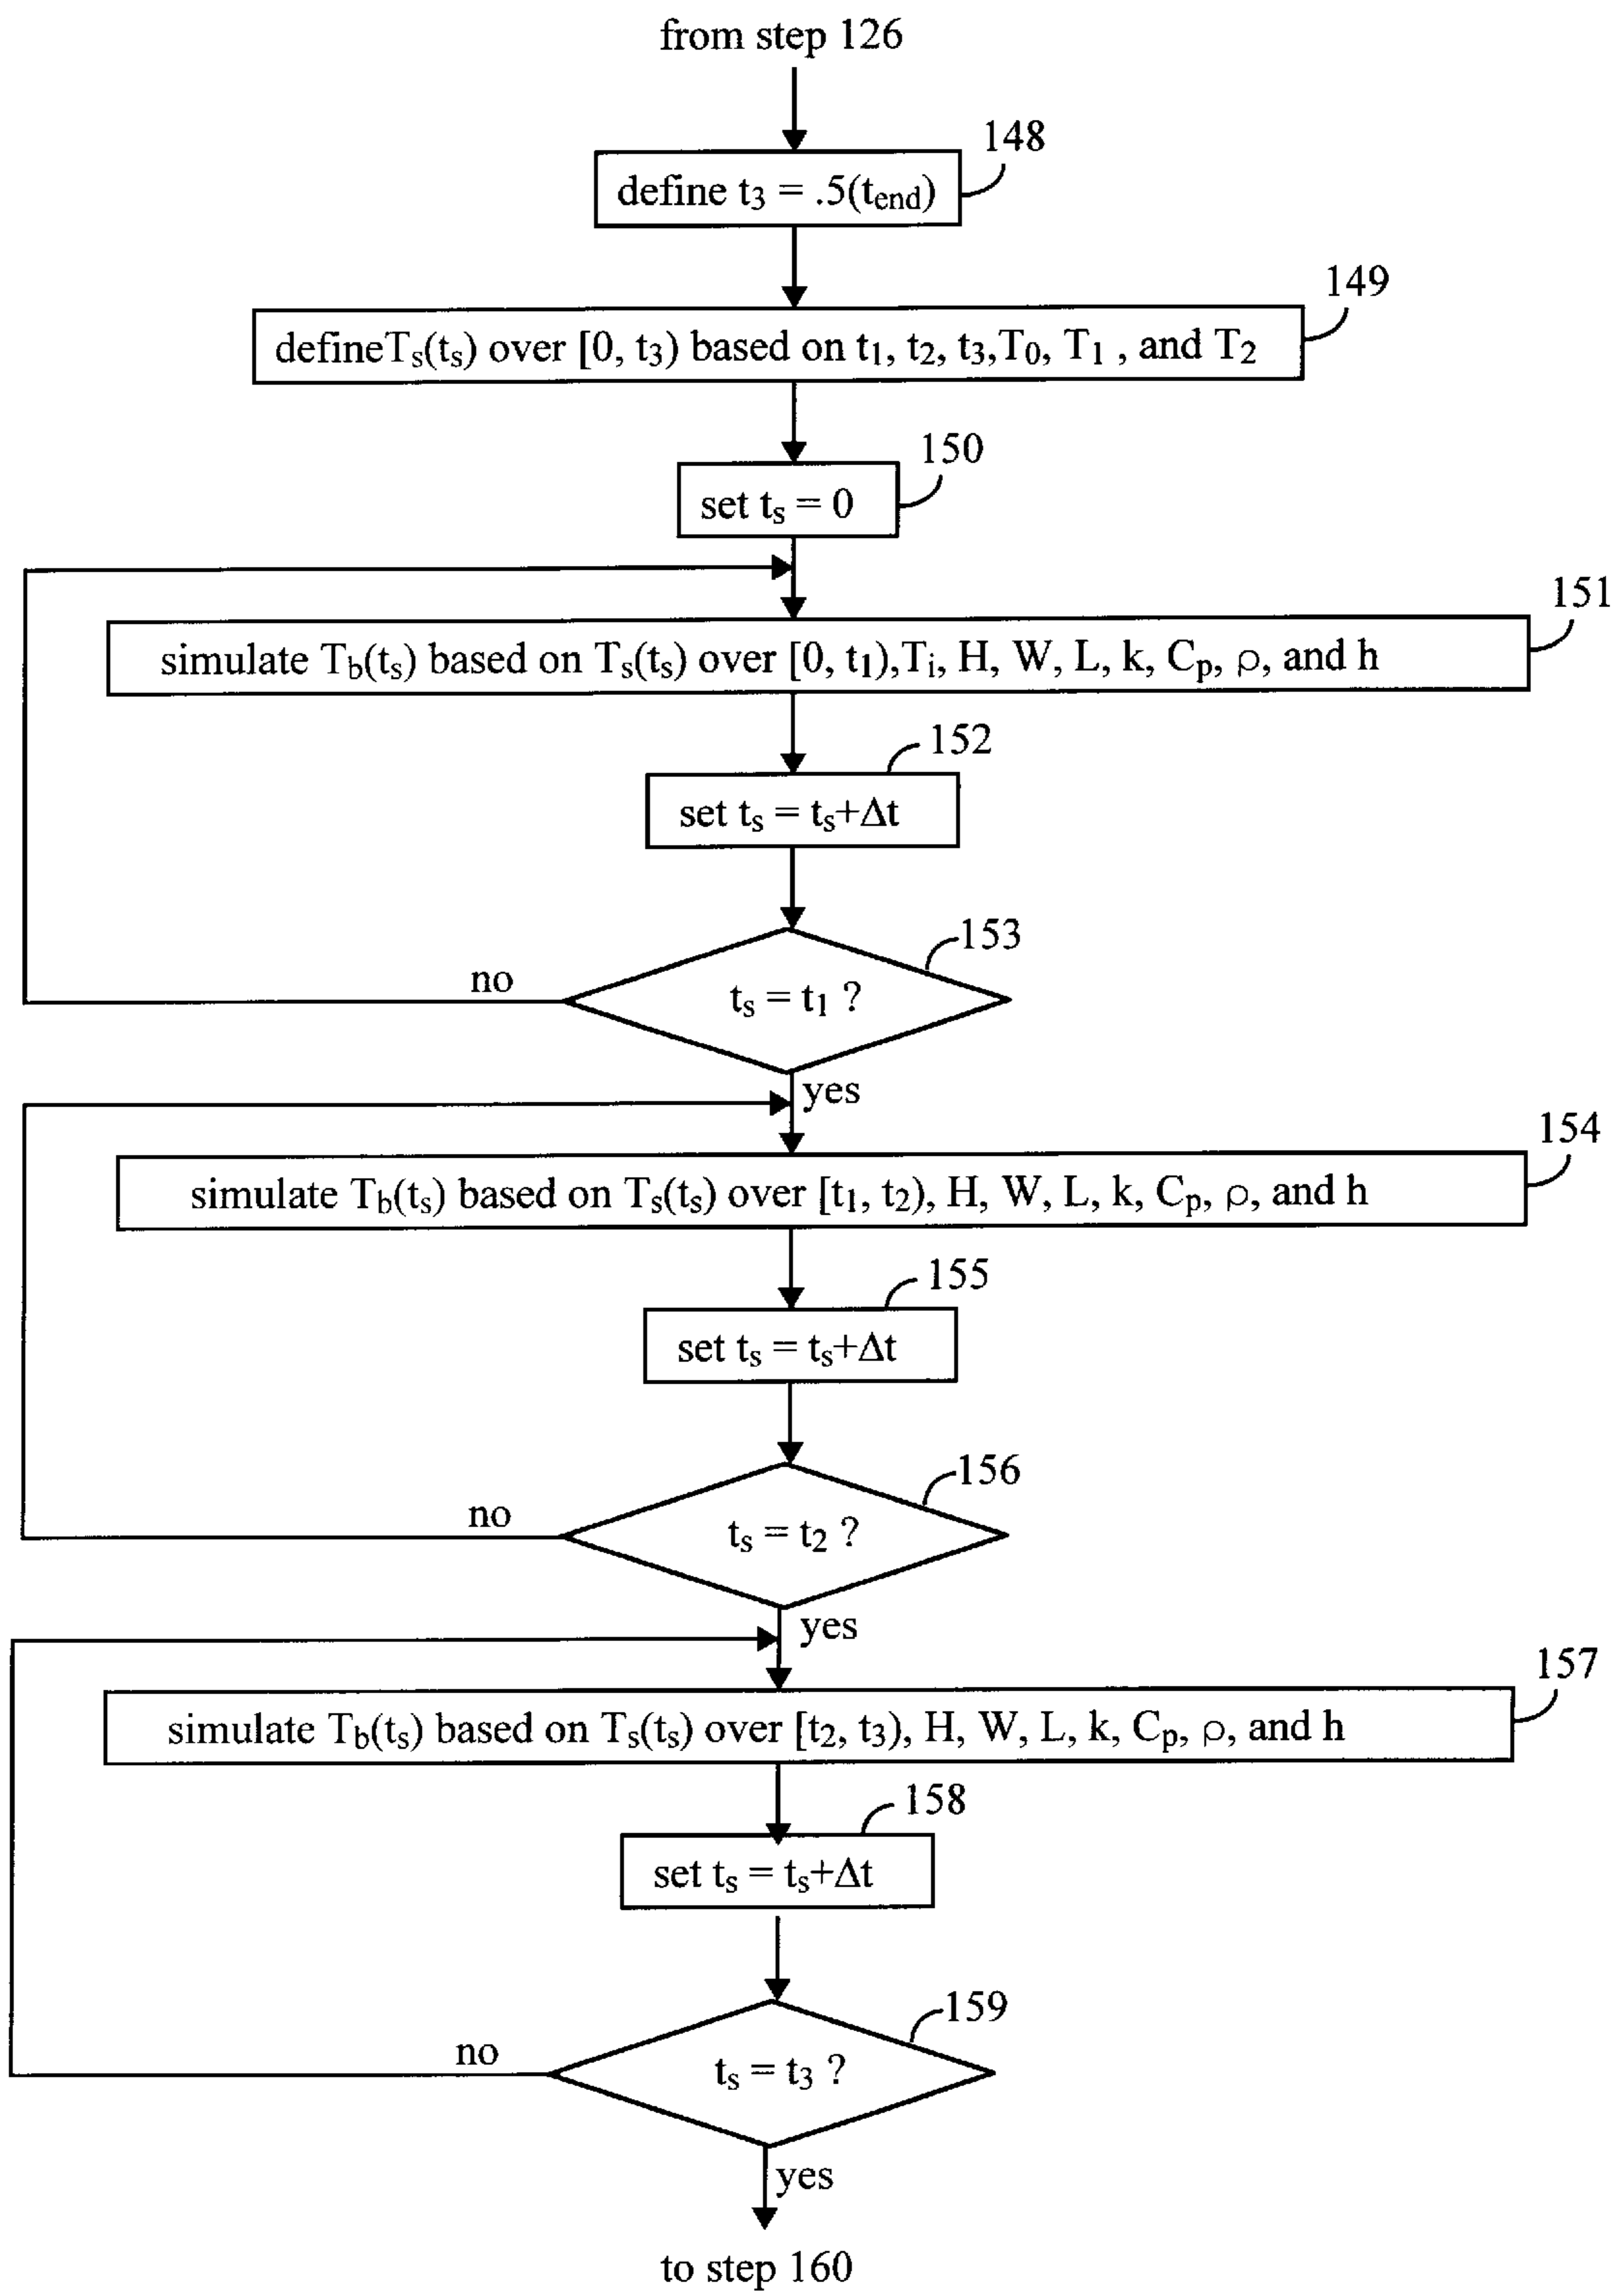 from step 126
148
define t₃ = .5(tₑₙd)
149
defineTₛ(tₛ) over [0, t₃) based on t₁, t₂, t₃,T₀, T₁ , and T₂
150
set tₛ = 0
151
simulate T_b(tₛ) based on Tₛ(tₛ) over [0, t₁),Tᵢ, H, W, L, k, Cₚ, ρ, and h
152
set tₛ = tₛ+Δt
153
no
tₛ = t₁ ?
yes
154
simulate T_b(tₛ) based on Tₛ(tₛ) over [t₁, t₂), H, W, L, k, Cₚ, ρ, and h
155
set tₛ = tₛ+Δt
156
no
tₛ = t₂ ?
yes
157
simulate T_b(tₛ) based on Tₛ(tₛ) over [t₂, t₃), H, W, L, k, Cₚ, ρ, and h
158
set tₛ = tₛ+Δt
159
no
tₛ = t₃ ?
yes
to step 160